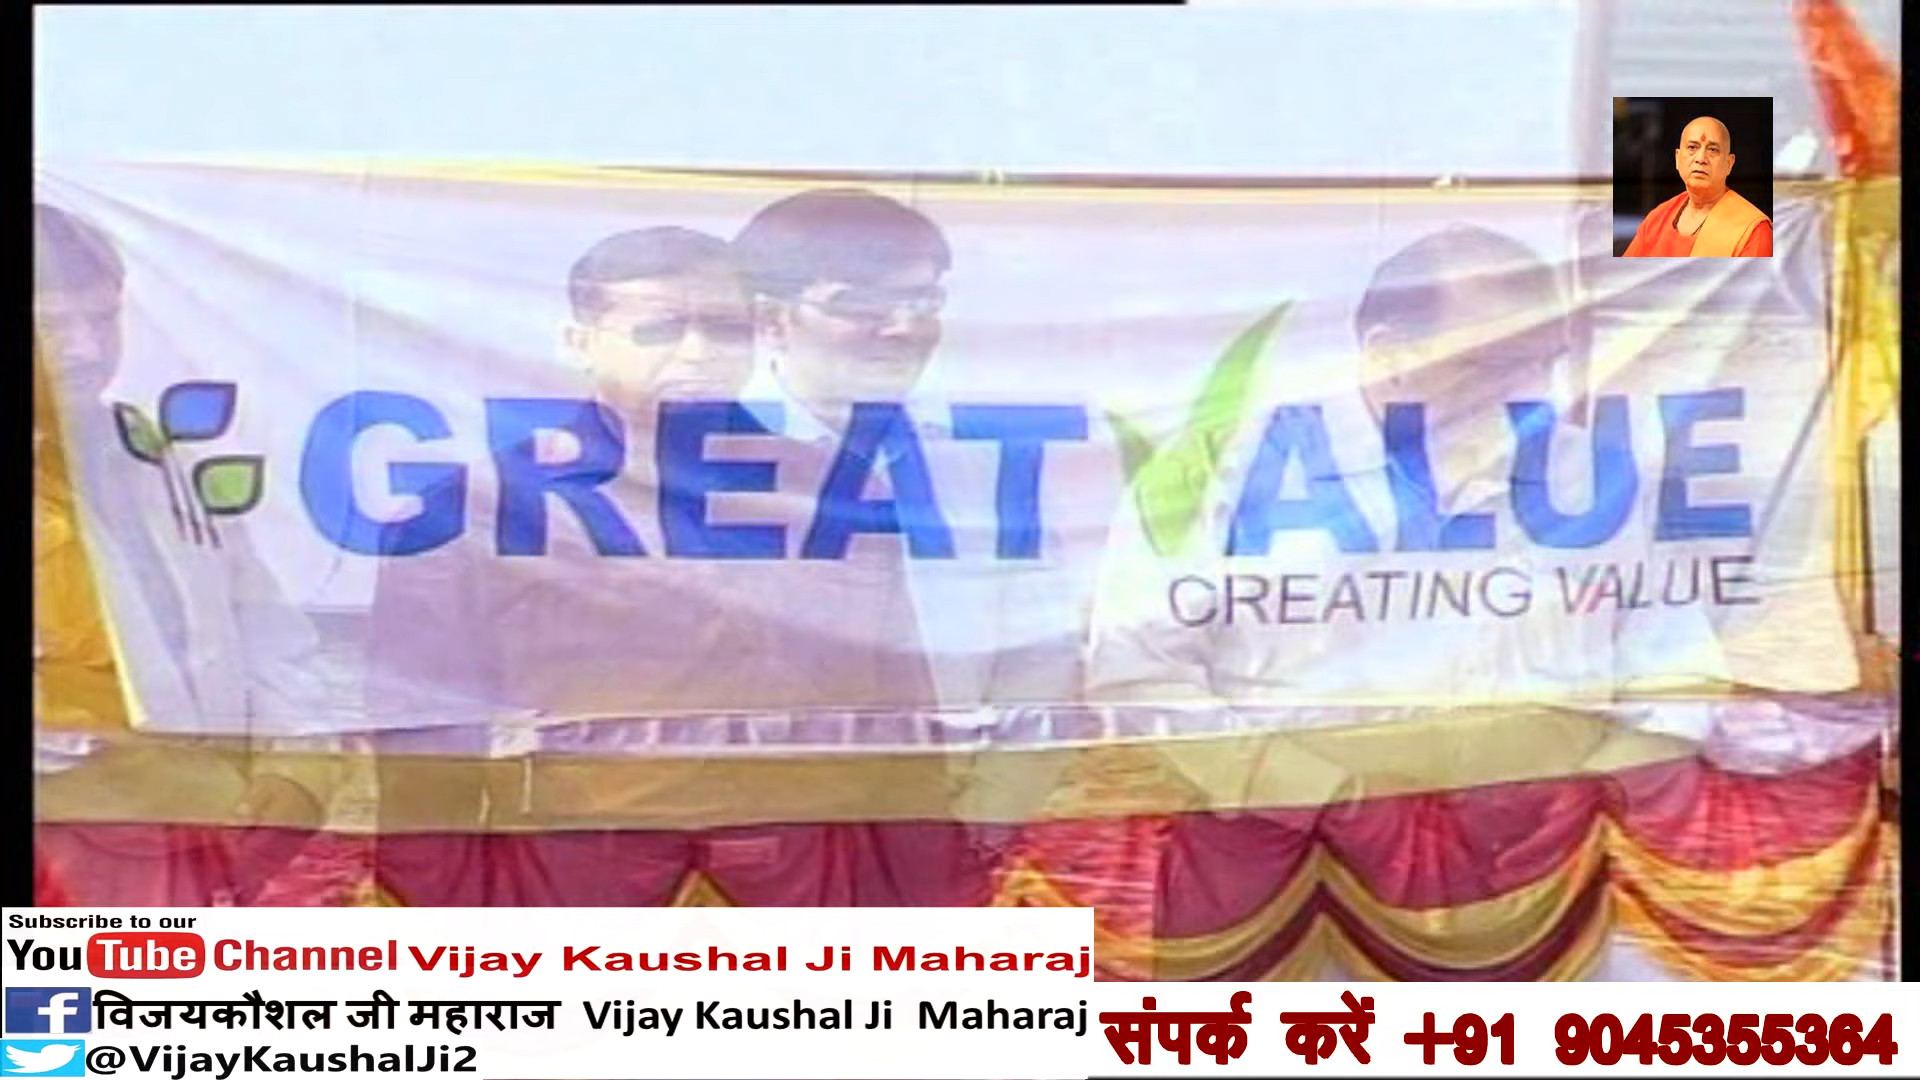 GREAT VALUE
CREATING VALUE
Subscribe to our
YouTube Channel Vijay Kaushal Ji Maharaj
विजयकौशल जी महाराज Vijay Kaushal Ji Maharaj
@VijayKaushalJi2
संपर्क करें +91 9045355364